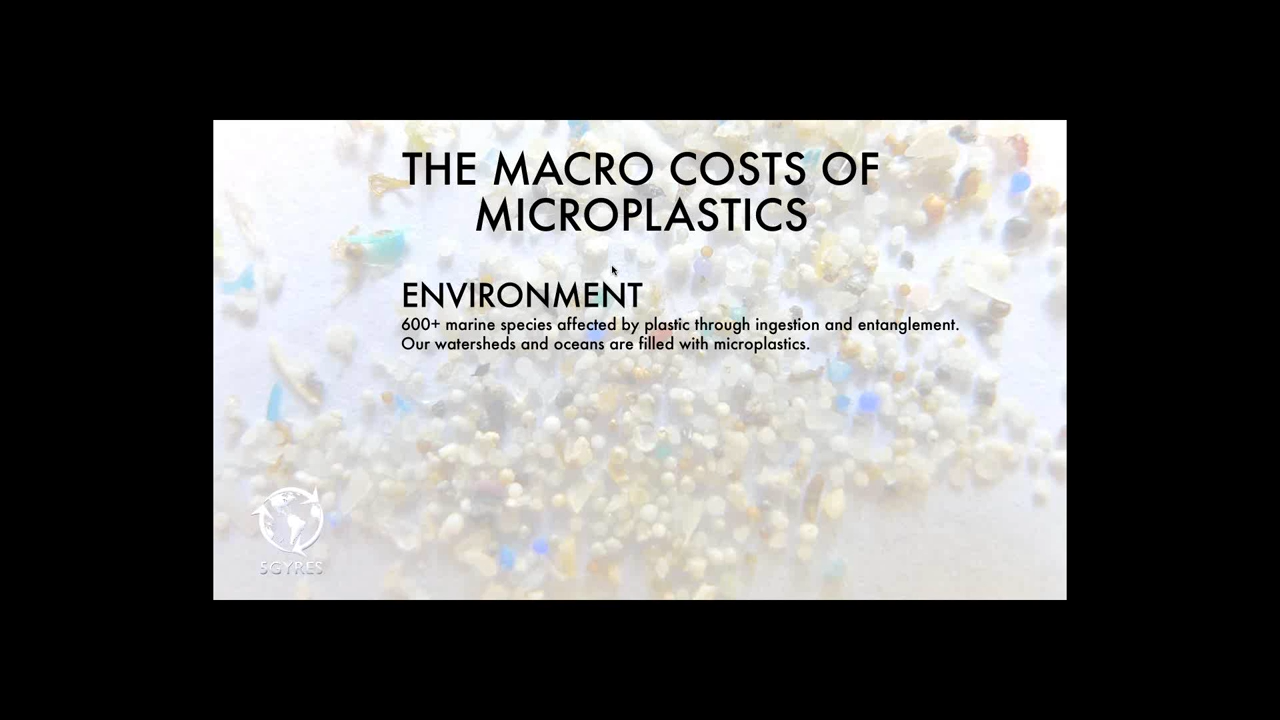 THE MACRO COSTS OF
MICROPLASTICS
ENVIRONMENT
600+ marine species affected by plastic through ingestion and entanglement.
Our watersheds and oceans are filled with microplastics.
5GYRES